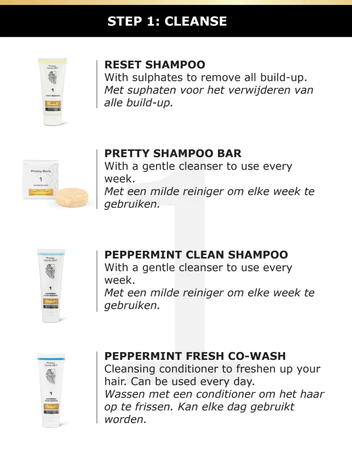 STEP 1: CLEANSE
RESET SHAMPOO
With sulphates to remove all build-up.
Met suphaten voor het verwijderen van
alle build-up.
PRETTY SHAMPOO BAR
With a gentle cleanser to use every
week.
Met een milde reiniger om elke week te
gebruiken.
PEPPERMINT CLEAN SHAMPOO
With a gentle cleanser to use every
week.
Met een milde reiniger om elke week te
gebruiken.
PEPPERMINT FRESH CO-WASH
Cleansing conditioner to freshen up your
hair. Can be used every day.
Wassen met een conditioner om het haar
op te frissen. Kan elke dag gebruikt
worden.
1